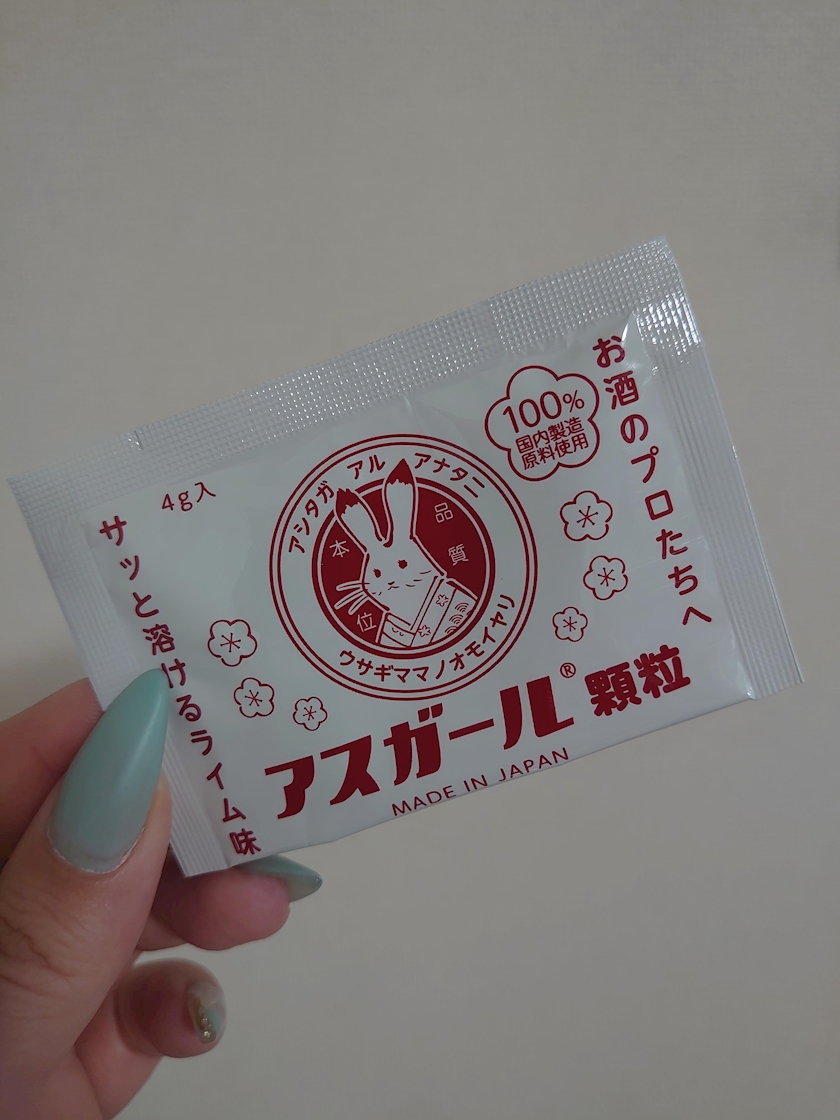 お酒のプロたちへ
100%
国内製造
原料使用
4g入
アシタガ アル アナタニ
品質
本位
ウサギママノオモイヤリ
サッと溶けるライム味
アスガール® 顆粒
MADE IN JAPAN